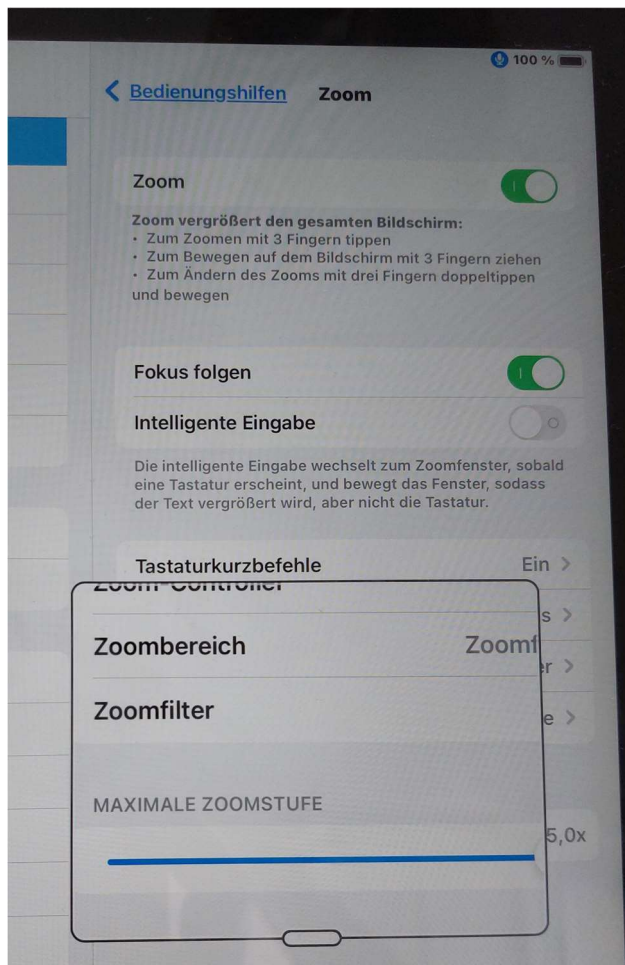 100 %
Bedienungshilfen Zoom
Zoom
Zoom vergrößert den gesamten Bildschirm:
• Zum Zoomen mit 3 Fingern tippen
• Zum Bewegen auf dem Bildschirm mit 3 Fingern ziehen
• Zum Ändern des Zooms mit drei Fingern doppeltippen
und bewegen
Fokus folgen
Intelligente Eingabe
Die intelligente Eingabe wechselt zum Zoomfenster, sobald
eine Tastatur erscheint, und bewegt das Fenster, sodass
der Text vergrößert wird, aber nicht die Tastatur.
Tastaturkurzbefehle Ein
Zoom-Controller
s
Zoombereich Zoomf
r
Zoomfilter
e
MAXIMALE ZOOMSTUFE
5,0x